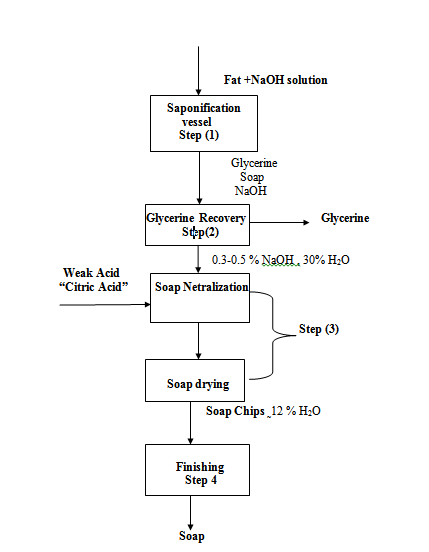 Fat +NaOH solution
Saponification
vessel
Step (1)
Glycerine
Soap
NaOH
Glycerine Recovery
Step(2)
Glycerine
0.3-0.5 % NaOH , 30% H₂O
Weak Acid
“Citric Acid”
Soap Netralization
Step (3)
Soap drying
Soap Chips ~12 % H₂O
Finishing
Step 4
Soap